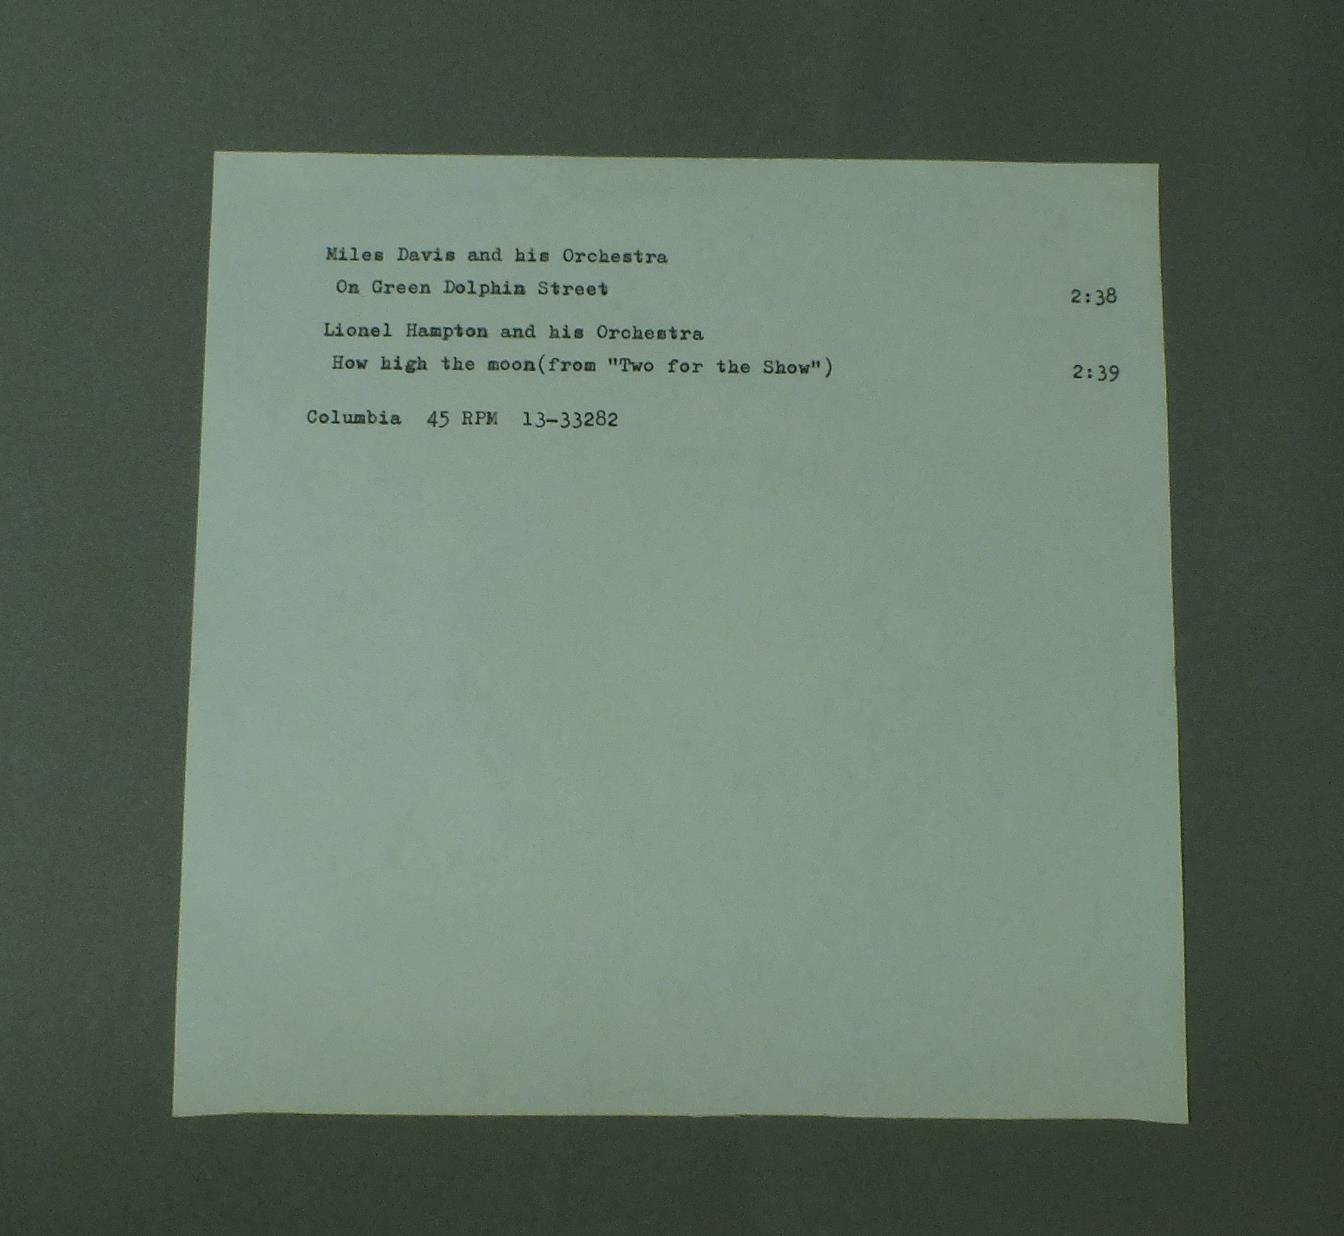 Miles Davis and his Orchestra
On Green Dolphin Street 2:38
Lionel Hampton and his Orchestra
How high the moon(from "Two for the Show") 2:39
Columbia 45 RPM 13-33282